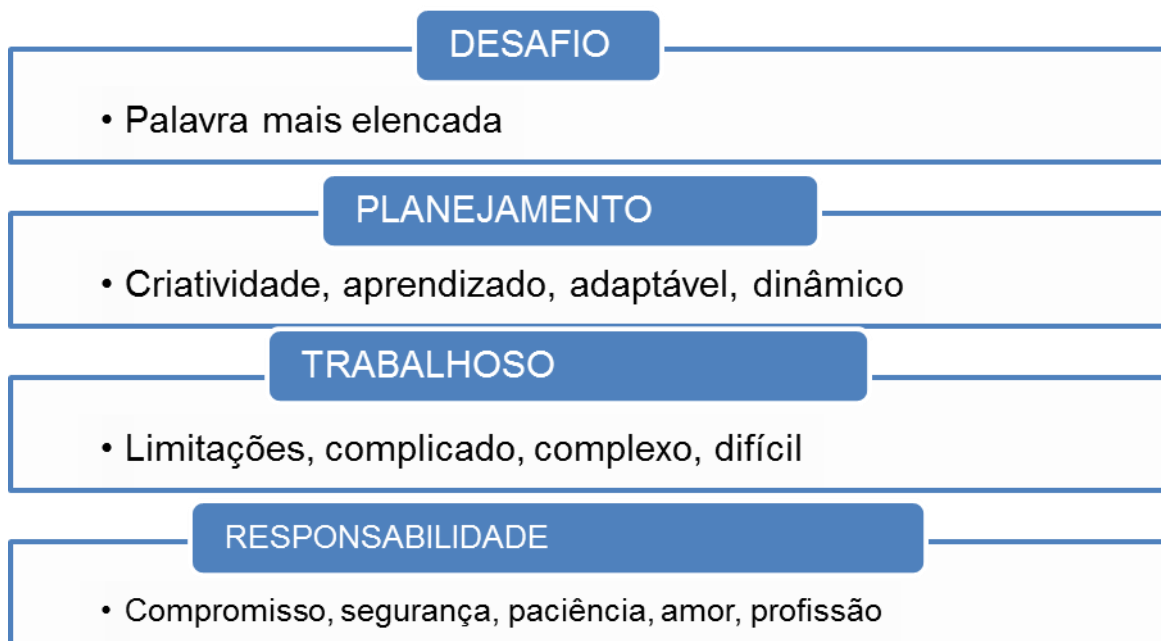 DESAFIO
• Palavra mais elencada
PLANEJAMENTO
• Criatividade, aprendizado, adaptável, dinâmico
TRABALHOSO
• Limitações, complicado, complexo, difícil
RESPONSABILIDADE
• Compromisso, segurança, paciência, amor, profissão